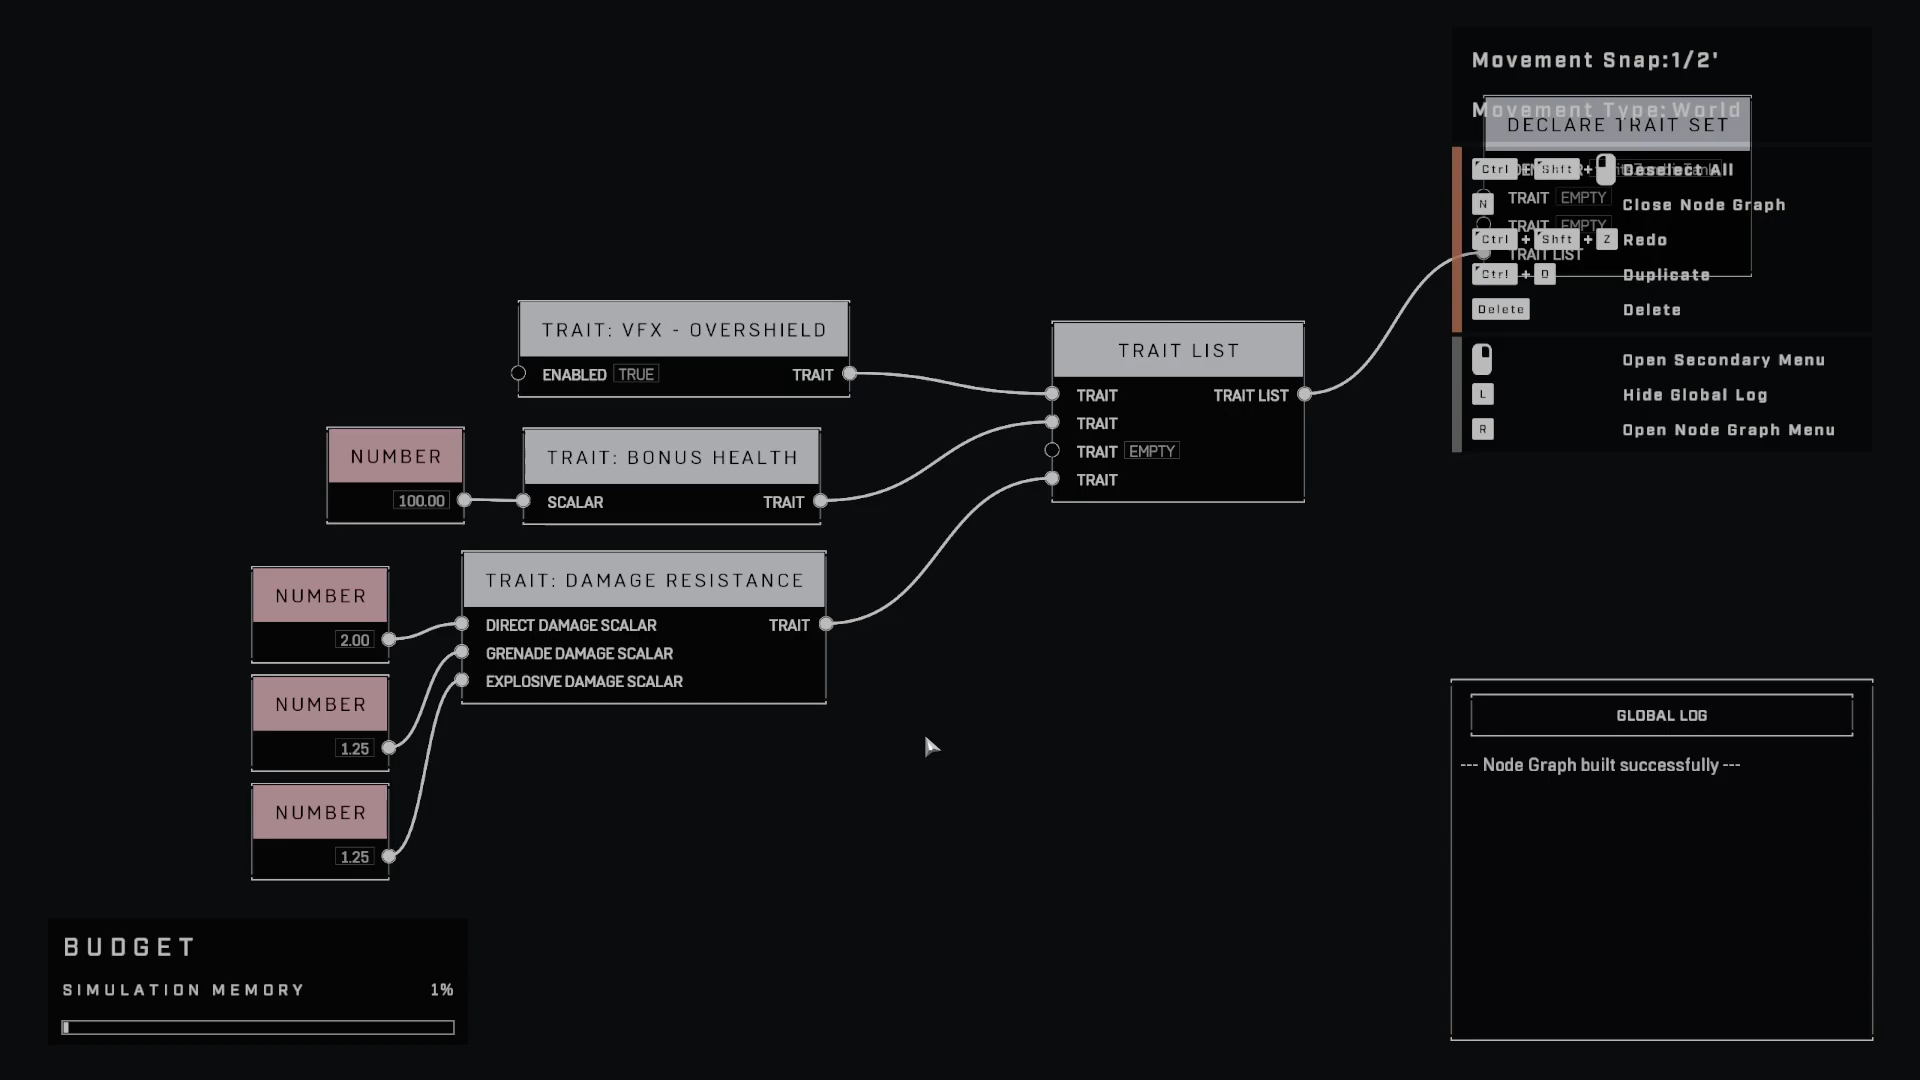 Movement Snap:1/2'
Movement Type:World
DECLARE TRAIT SET
Ctrl + Shft + Deselect All
TRAIT EMPTY
N Close Node Graph
TRAIT EMPTY
Ctrl + Shft + Z Redo
TRAIT LIST
Ctrl + D Duplicate
Delete Delete
Open Secondary Menu
L Hide Global Log
R Open Node Graph Menu
TRAIT: VFX - OVERSHIELD
ENABLED TRUE TRAIT
TRAIT LIST
TRAIT TRAIT LIST
TRAIT
TRAIT EMPTY
TRAIT
NUMBER
100.00
TRAIT: BONUS HEALTH
SCALAR TRAIT
NUMBER
2.00
TRAIT: DAMAGE RESISTANCE
DIRECT DAMAGE SCALAR TRAIT
GRENADE DAMAGE SCALAR
EXPLOSIVE DAMAGE SCALAR
NUMBER
1.25
NUMBER
1.25
GLOBAL LOG
--- Node Graph built successfully ---
BUDGET
SIMULATION MEMORY 1%